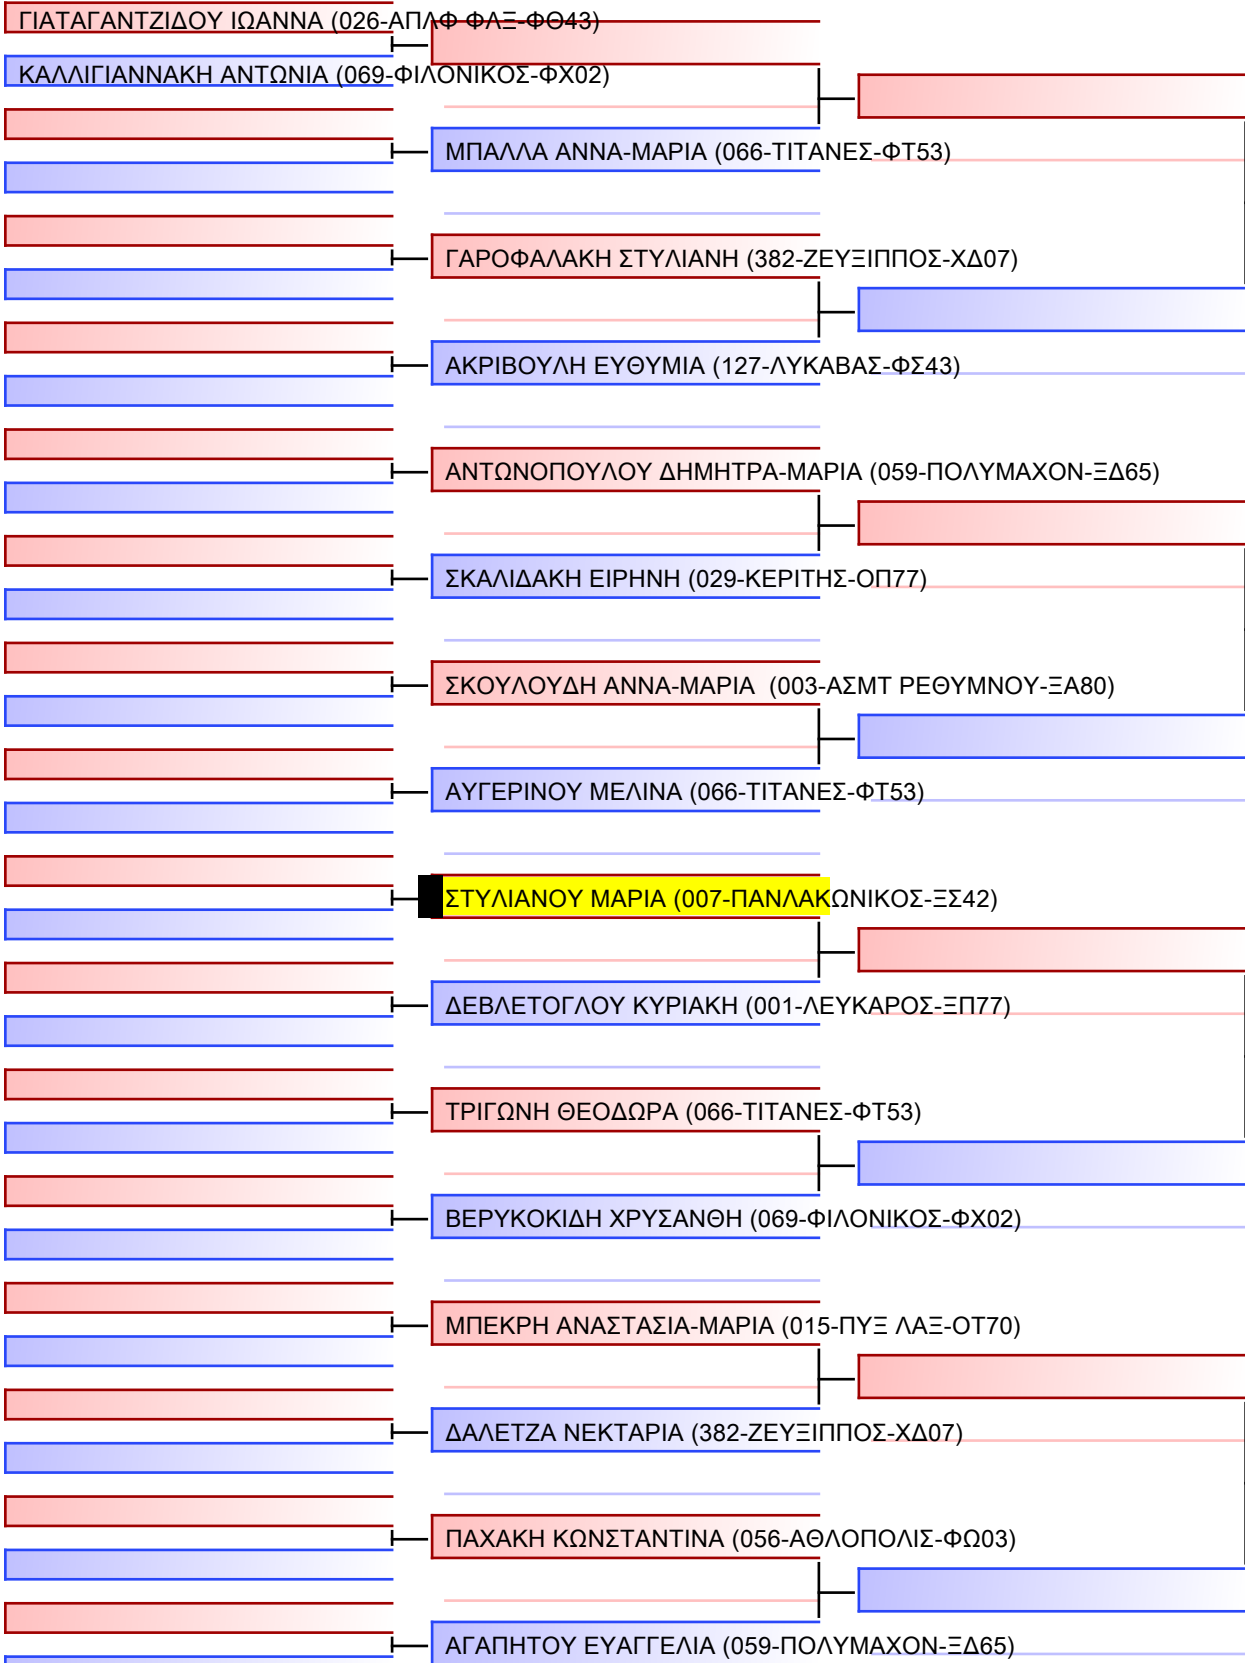 ΓΙΑΤΑΓΑΝΤΖΙΔΟΥ ΙΩΑΝΝΑ (026-ΑΠΛΦ ΦΛΞ-ΦΘ43)
ΚΑΛΛΙΓΙΑΝΝΑΚΗ ΑΝΤΩΝΙΑ (069-ΦΙΛΟΝΙΚΟΣ-ΦΧ02)
ΜΠΑΛΛΑ ΑΝΝΑ-ΜΑΡΙΑ (066-ΤΙΤΑΝΕΣ-ΦΤ53)
ΓΑΡΟΦΑΛΑΚΗ ΣΤΥΛΙΑΝΗ (382-ΖΕΥΞΙΠΠΟΣ-ΧΔ07)
ΑΚΡΙΒΟΥΛΗ ΕΥΘΥΜΙΑ (127-ΛΥΚΑΒΑΣ-ΦΣ43)
ΑΝΤΩΝΟΠΟΥΛΟΥ ΔΗΜΗΤΡΑ-ΜΑΡΙΑ (059-ΠΟΛΥΜΑΧΟΝ-ΞΔ65)
ΣΚΑΛΙΔΑΚΗ ΕΙΡΗΝΗ (029-ΚΕΡΙΤΗΣ-ΟΠ77)
ΣΚΟΥΛΟΥΔΗ ΑΝΝΑ-ΜΑΡΙΑ  (003-ΑΣΜΤ ΡΕΘΥΜΝΟΥ-ΞΑ80)
ΑΥΓΕΡΙΝΟΥ ΜΕΛΙΝΑ (066-ΤΙΤΑΝΕΣ-ΦΤ53)
ΣΤΥΛΙΑΝΟΥ ΜΑΡΙΑ (007-ΠΑΝΛΑΚΩΝΙΚΟΣ-ΞΣ42)
ΔΕΒΛΕΤΟΓΛΟΥ ΚΥΡΙΑΚΗ (001-ΛΕΥΚΑΡΟΣ-ΞΠ77)
ΤΡΙΓΩΝΗ ΘΕΟΔΩΡΑ (066-ΤΙΤΑΝΕΣ-ΦΤ53)
ΒΕΡΥΚΟΚΙΔΗ ΧΡΥΣΑΝΘΗ (069-ΦΙΛΟΝΙΚΟΣ-ΦΧ02)
ΜΠΕΚΡΗ ΑΝΑΣΤΑΣΙΑ-ΜΑΡΙΑ (015-ΠΥΞ ΛΑΞ-ΟΤ70)
ΔΑΛΕΤΖΑ ΝΕΚΤΑΡΙΑ (382-ΖΕΥΞΙΠΠΟΣ-ΧΔ07)
ΠΑΧΑΚΗ ΚΩΝΣΤΑΝΤΙΝΑ (056-ΑΘΛΟΠΟΛΙΣ-ΦΩ03)
ΑΓΑΠΗΤΟΥ ΕΥΑΓΓΕΛΙΑ (059-ΠΟΛΥΜΑΧΟΝ-ΞΔ65)